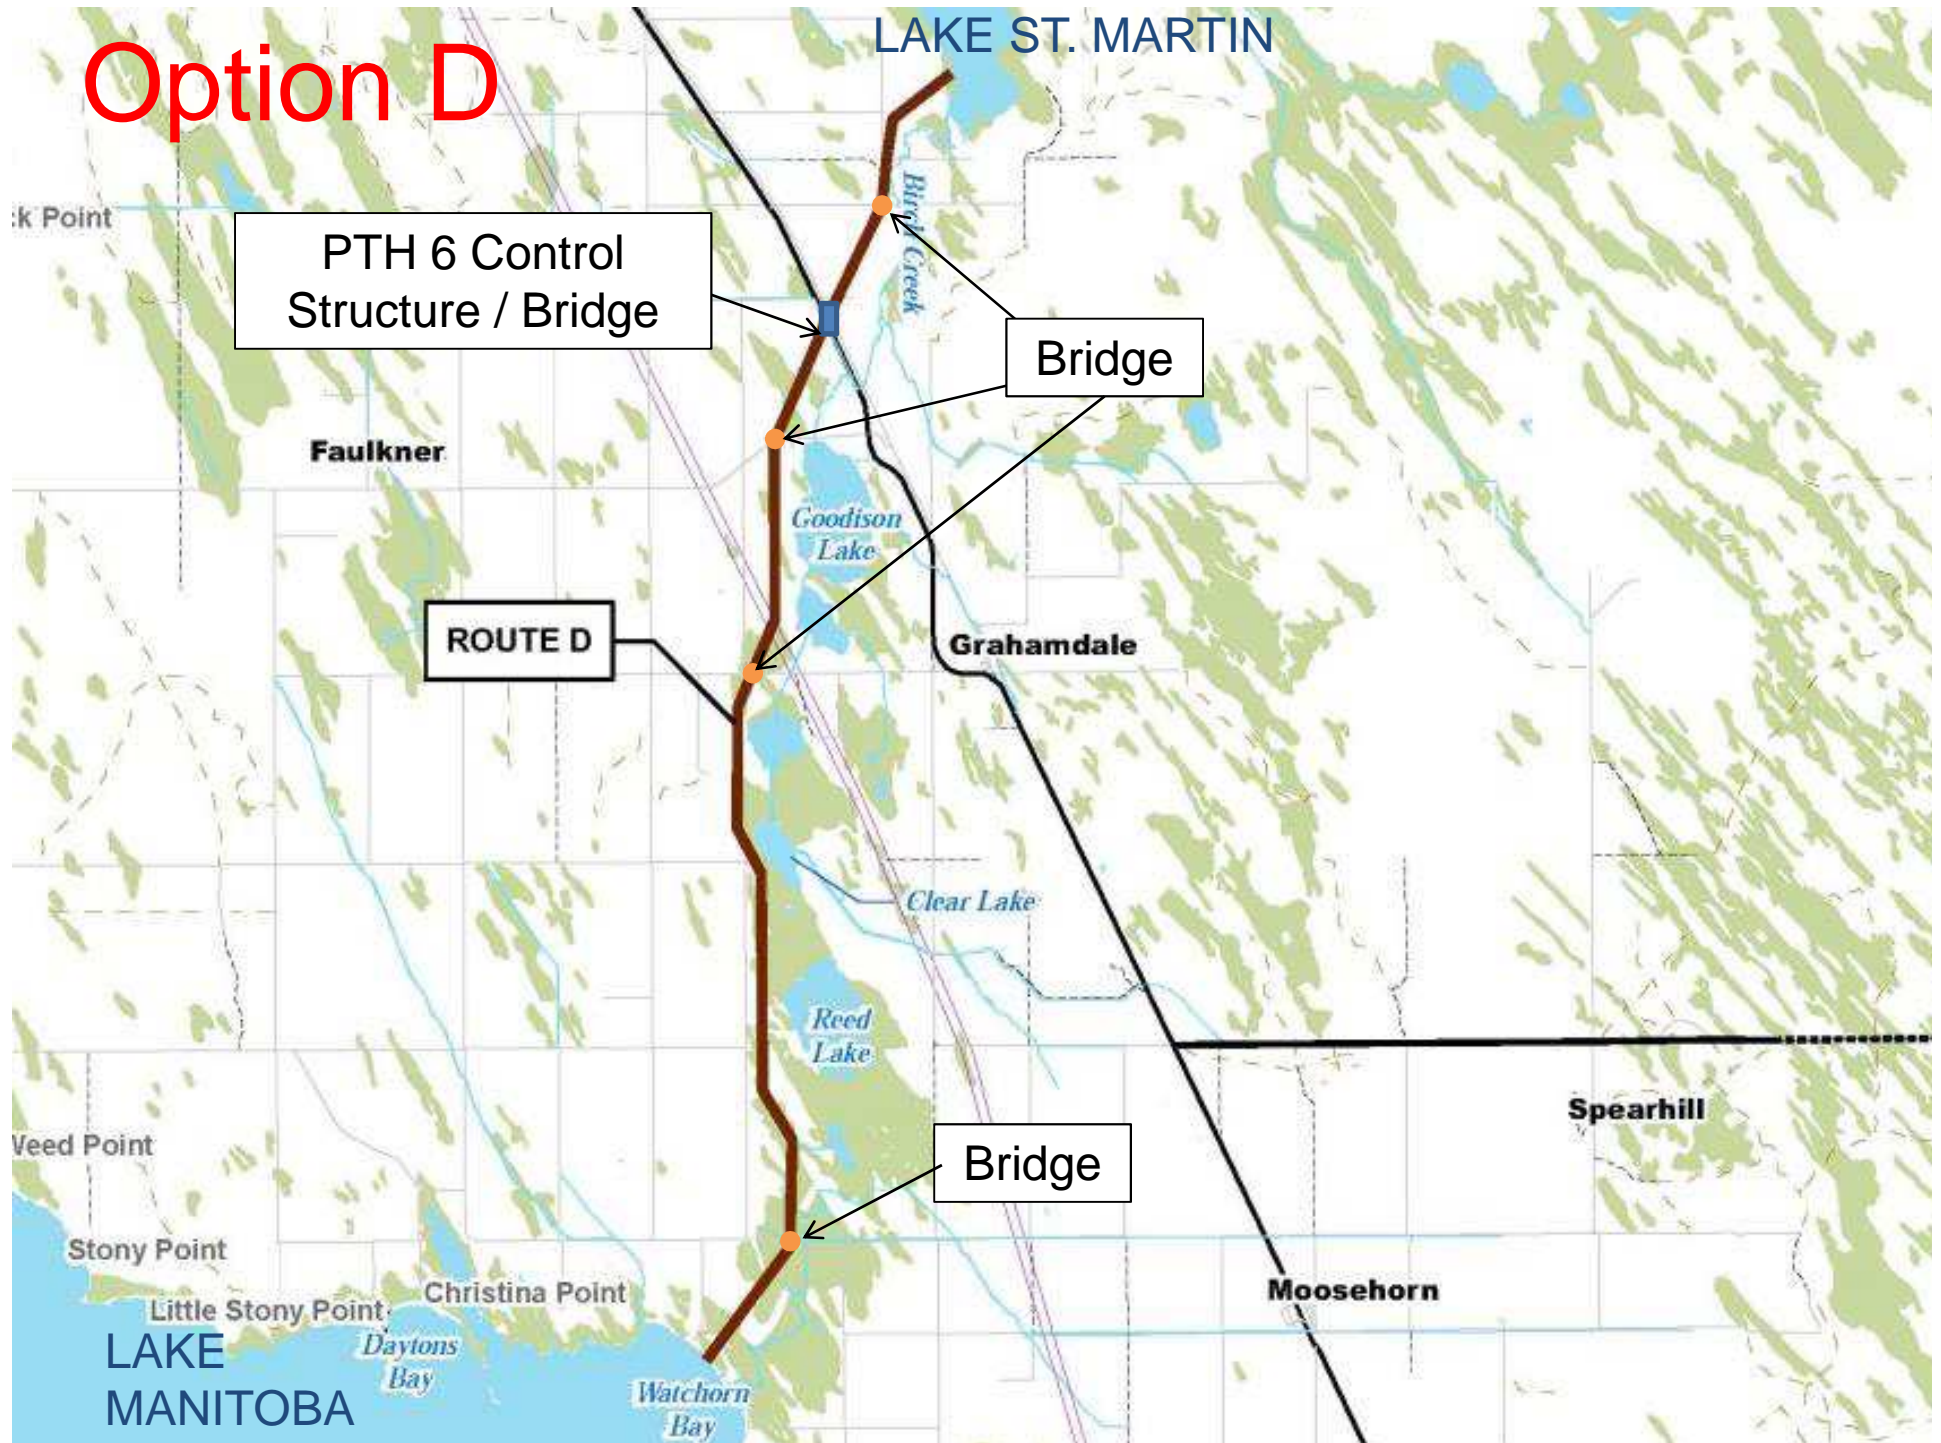 LAKE ST. MARTIN
Option D
Birch Creek
ck Point
PTH 6 Control
Structure / Bridge
Bridge
Faulkner
Goodison
Lake
ROUTE D
Grahamdale
Clear Lake
Reed
Lake
Spearhill
Weed Point
Bridge
Stony Point
Christina Point
Moosehorn
Little Stony Point
LAKE
MANITOBA
Daytons
Bay
Watchorn
Bay